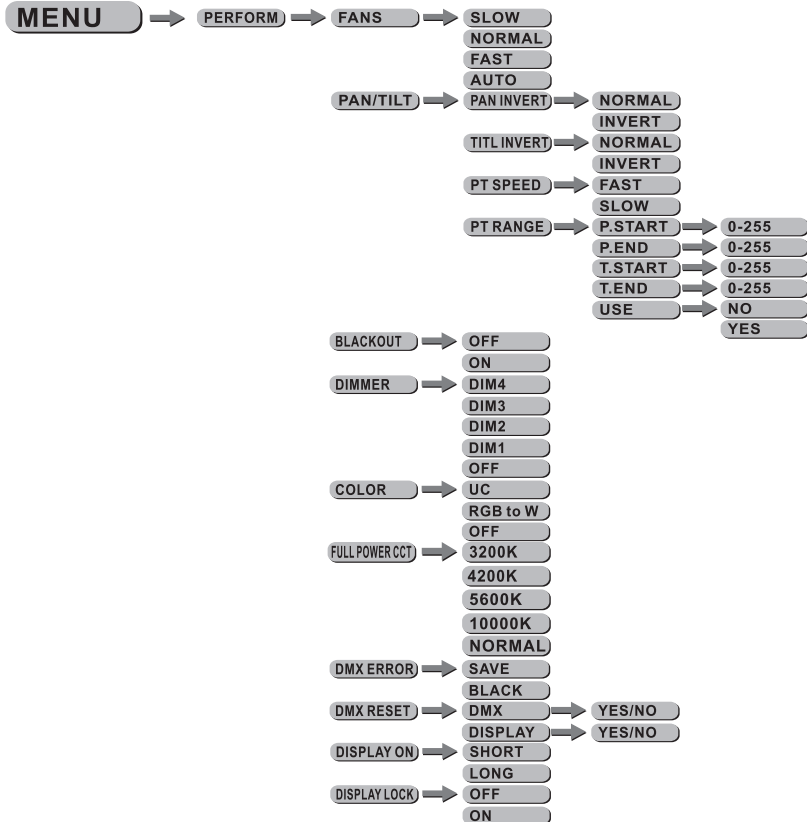 MENU PERFORM FANS SLOW
NORMAL
FAST
AUTO
PAN/TILT PAN INVERT NORMAL
INVERT
TITL INVERT NORMAL
INVERT
PT SPEED FAST
SLOW
PT RANGE P.START 0-255
P.END 0-255
T.START 0-255
T.END 0-255
USE NO
YES
BLACKOUT OFF
ON
DIMMER DIM4
DIM3
DIM2
DIM1
OFF
COLOR UC
RGB to W
OFF
FULL POWER CCT 3200K
4200K
5600K
10000K
NORMAL
DMX ERROR SAVE
BLACK
DMX RESET DMX YES/NO
DISPLAY YES/NO
DISPLAY ON SHORT
LONG
DISPLAY LOCK OFF
ON